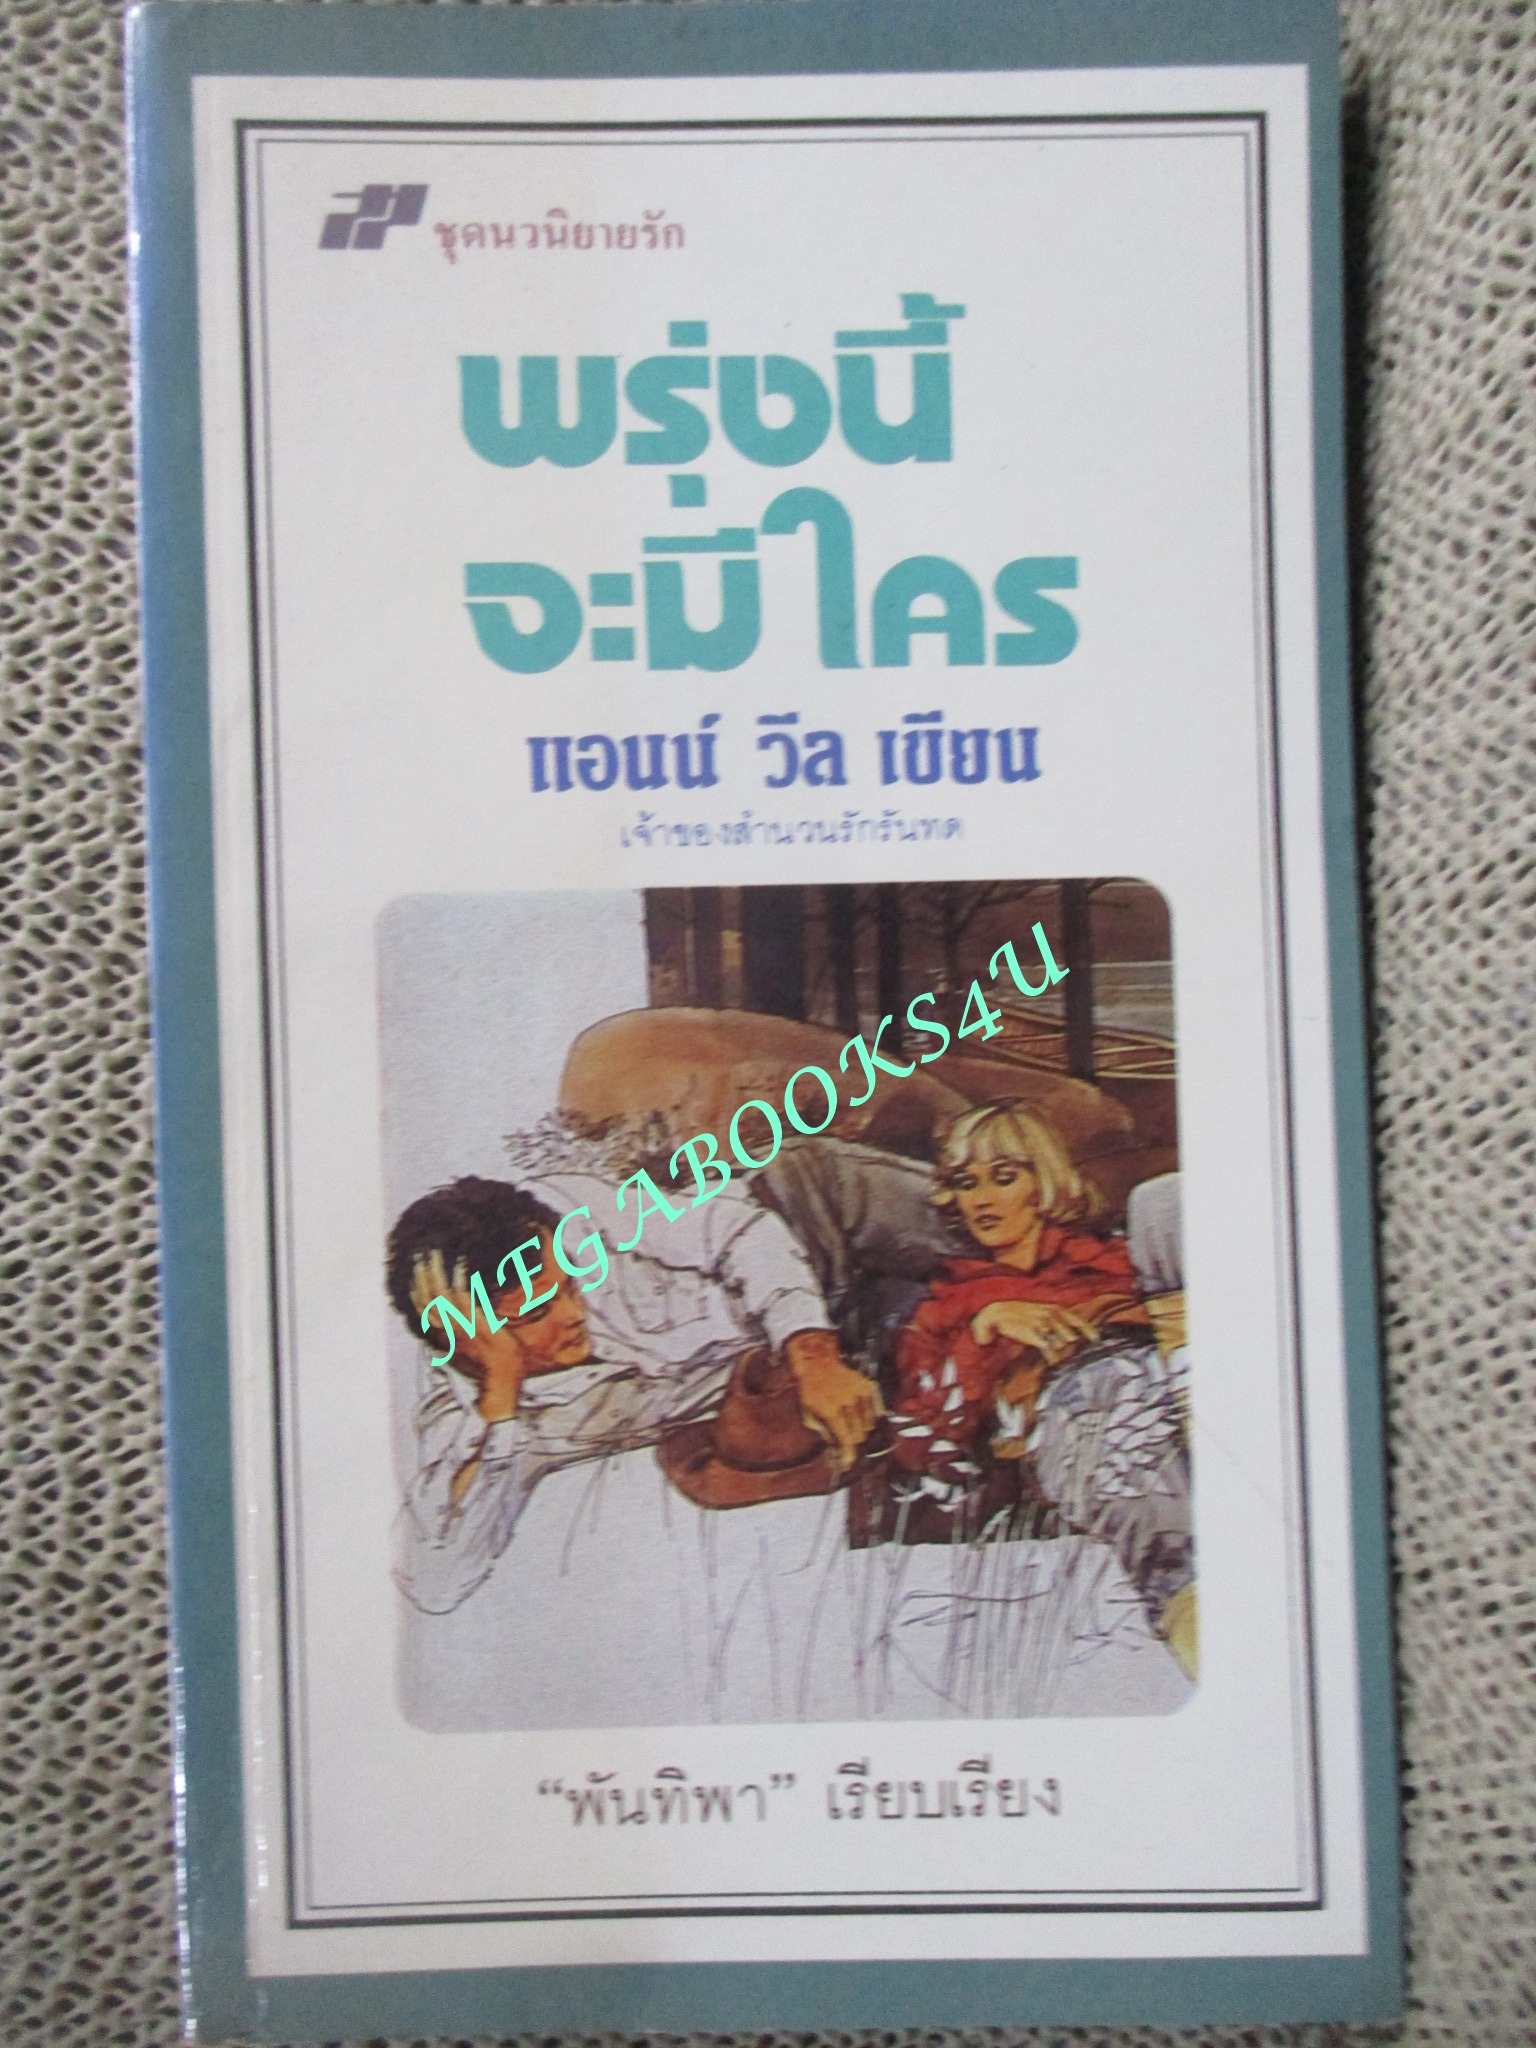 ชุดนวนิยายรัก
พรุ่งนี้
จะมีใคร
แอนน์ วีล เขียน
เจ้าของสำนวนรักรันทด
MEGABOOKS4U
“พันทิพา” เรียบเรียง